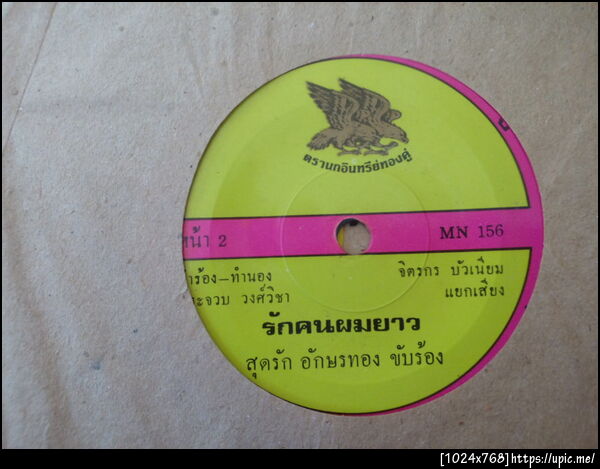 ตรานกอินทรีย์ทองคู่
หน้า 2
MN 156
าร้อง–ทำนอง
จิตรกร บัวเนียม
ะจวบ วงศ์วิชา
แยกเสียง
รักคนผมยาว
สุดรัก อักษรทอง ขับร้อง
[1024x768]https://upic.me/